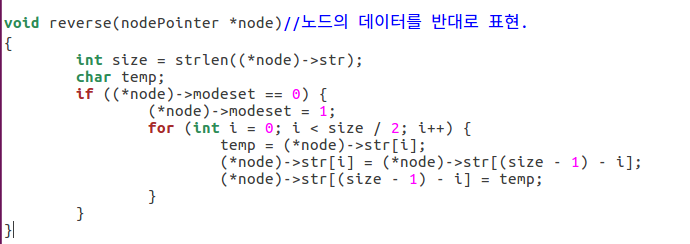 void reverse(nodePointer *node)//노드의 데이터를 반대로 표현.
{
        int size = strlen((*node)->str);
        char temp;
        if ((*node)->modeset == 0) {
                (*node)->modeset = 1;
                for (int i = 0; i < size / 2; i++) {
                        temp = (*node)->str[i];
                        (*node)->str[i] = (*node)->str[(size - 1) - i];
                        (*node)->str[(size - 1) - i] = temp;
                }
        }
}